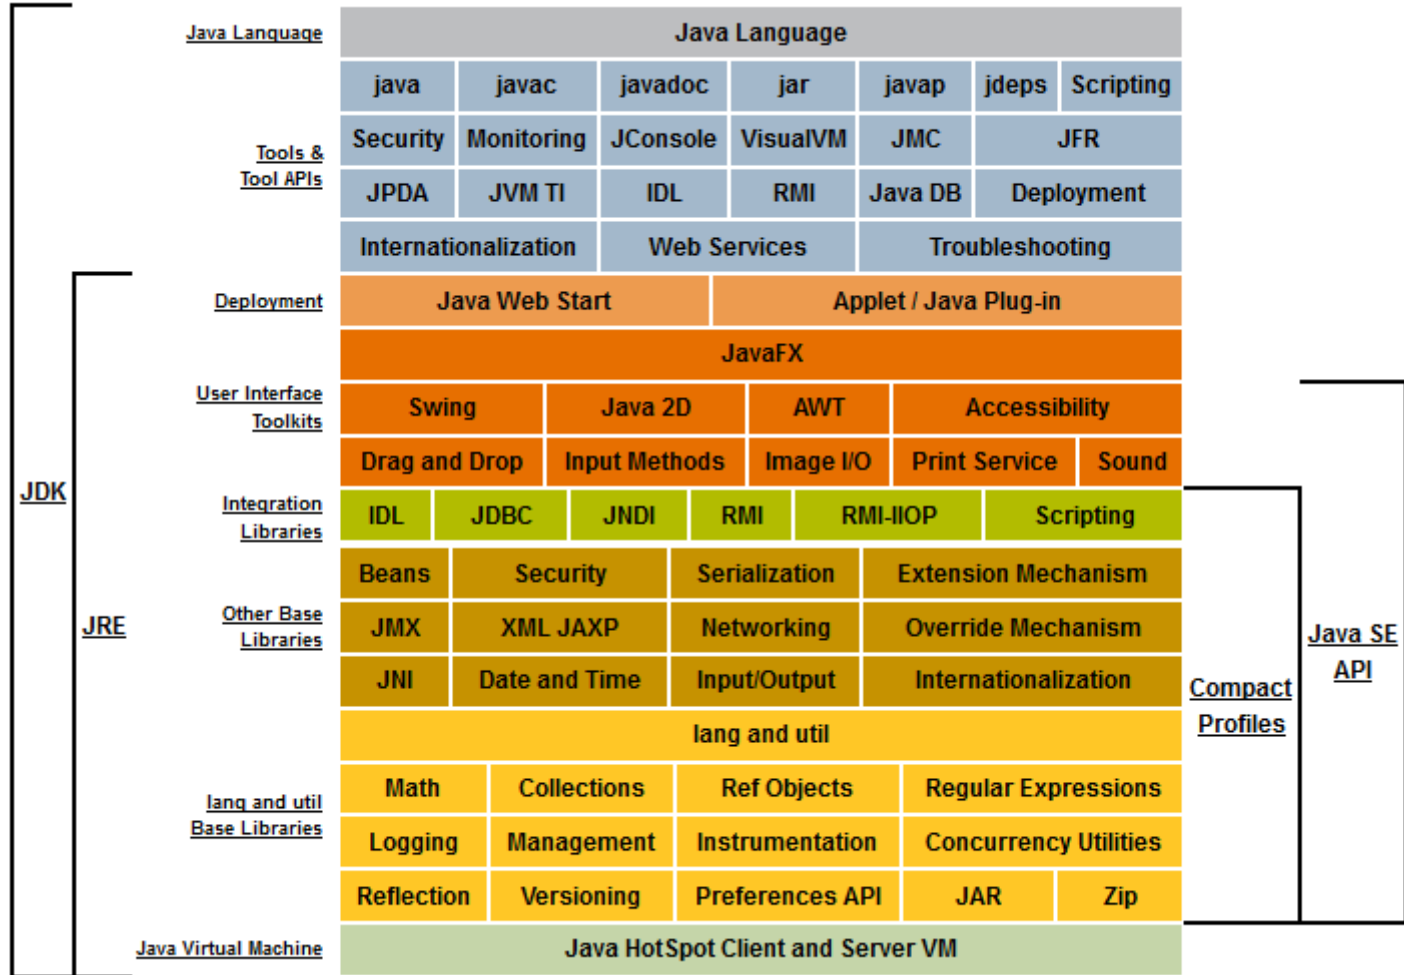 Java Language
Java Language
java javac javadoc jar javap jdeps Scripting
Security Monitoring JConsole VisualVM JMC JFR
Tools &
Tool APIs
JPDA JVM TI IDL RMI Java DB Deployment
Internationalization Web Services Troubleshooting
Deployment
Java Web Start Applet / Java Plug-in
JavaFX
User Interface
Toolkits
Swing Java 2D AWT Accessibility
Drag and Drop Input Methods Image I/O Print Service Sound
JDK
Integration
Libraries
IDL JDBC JNDI RMI RMI-IIOP Scripting
Beans Security Serialization Extension Mechanism
JRE
Other Base
Libraries
JMX XML JAXP Networking Override Mechanism
Java SE
API
JNI Date and Time Input/Output Internationalization
Compact
Profiles
lang and util
Math Collections Ref Objects Regular Expressions
lang and util
Base Libraries
Logging Management Instrumentation Concurrency Utilities
Reflection Versioning Preferences API JAR Zip
Java Virtual Machine
Java HotSpot Client and Server VM